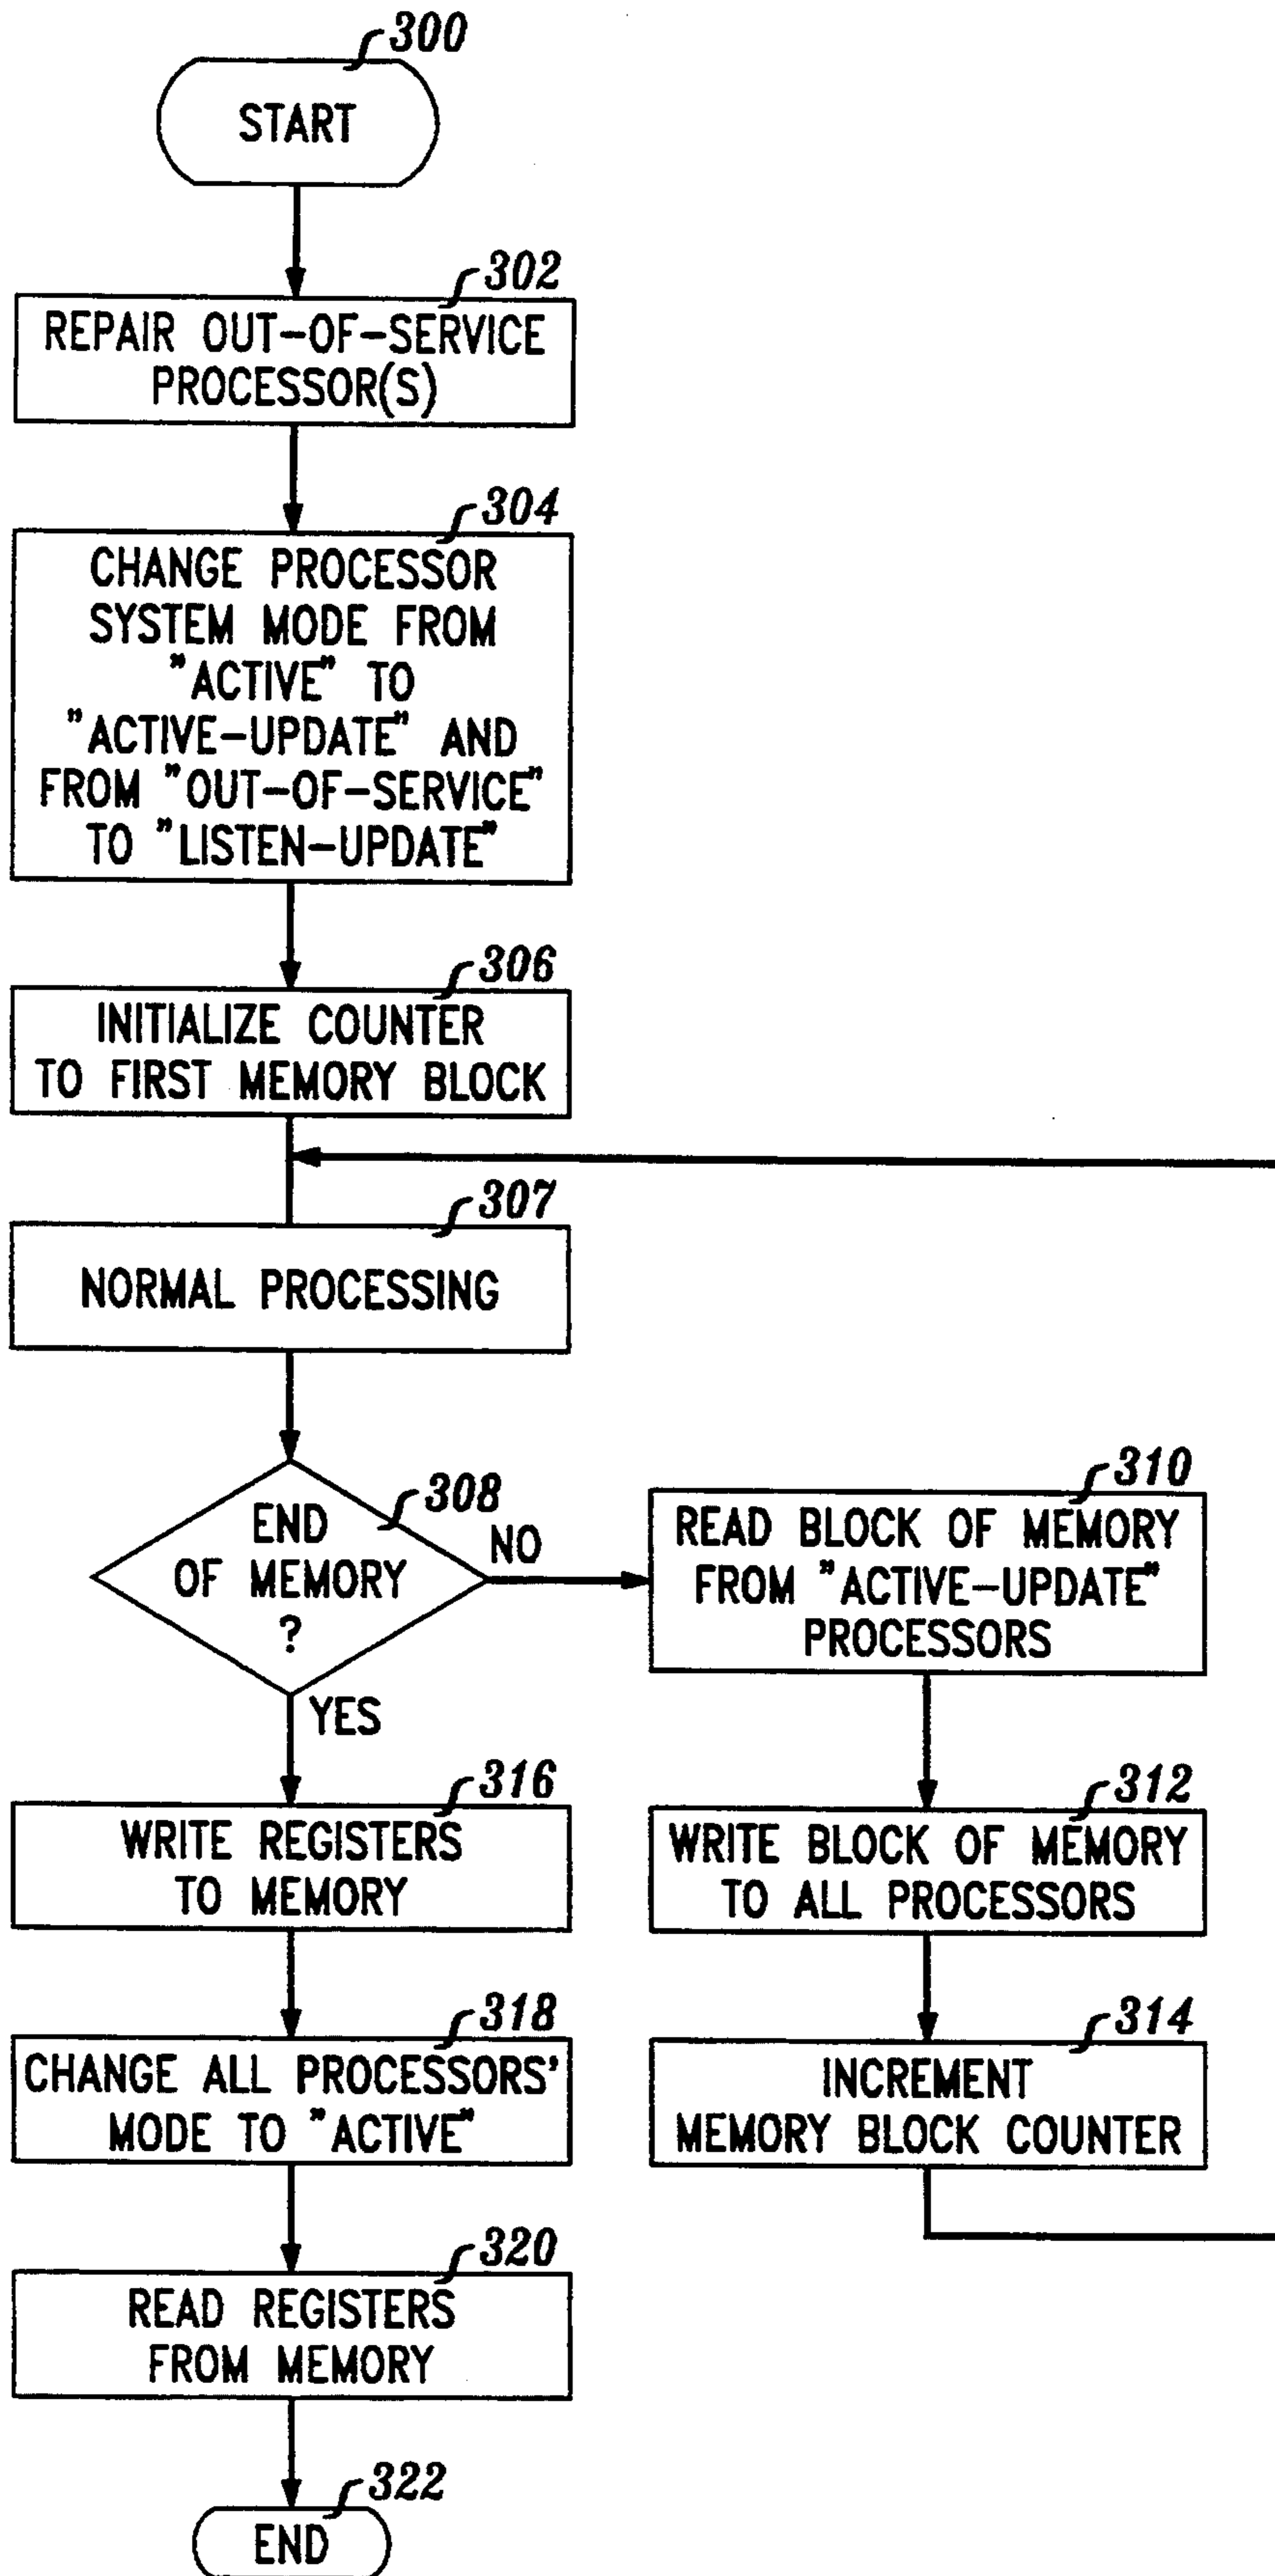 300
START
302
REPAIR OUT-OF-SERVICE
PROCESSOR(S)
304
CHANGE PROCESSOR
SYSTEM MODE FROM
"ACTIVE" TO
"ACTIVE-UPDATE" AND
FROM "OUT-OF-SERVICE"
TO "LISTEN-UPDATE"
306
INITIALIZE COUNTER
TO FIRST MEMORY BLOCK
307
NORMAL PROCESSING
308
END
OF MEMORY
?
NO
YES
310
READ BLOCK OF MEMORY
FROM "ACTIVE-UPDATE"
PROCESSORS
312
WRITE BLOCK OF MEMORY
TO ALL PROCESSORS
314
INCREMENT
MEMORY BLOCK COUNTER
316
WRITE REGISTERS
TO MEMORY
318
CHANGE ALL PROCESSORS'
MODE TO "ACTIVE"
320
READ REGISTERS
FROM MEMORY
322
END